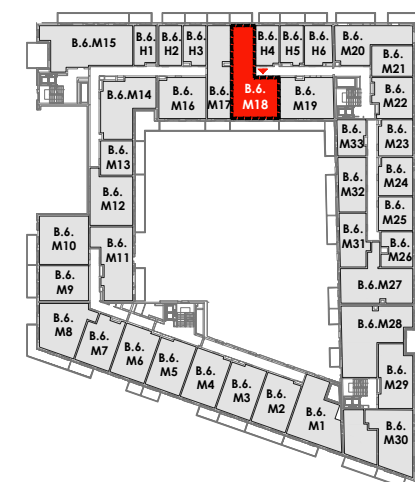 B.6.M15
B.6.
H1
B.6.
H2
B.6.
H3
B.6.
H4
B.6.
H5
B.6.
H6
B.6.
M20
B.6.
M21
B.6.M14
B.6.
M16
B.6.
M17
B.6.
M18
B.6.
M19
B.6.
M22
B.6.
M13
B.6.
M33
B.6.
M23
B.6.
M12
B.6.
M32
B.6.
M24
B.6.
M25
B.6.
M10
B.6.
M11
B.6.
M31
B.6.
M26
B.6.
M9
B.6.M27
B.6.
M8
B.6.
M7
B.6.
M6
B.6.
M5
B.6.
M4
B.6.
M3
B.6.
M2
B.6.
M1
B.6.M28
B.6.
M29
B.6.
M30